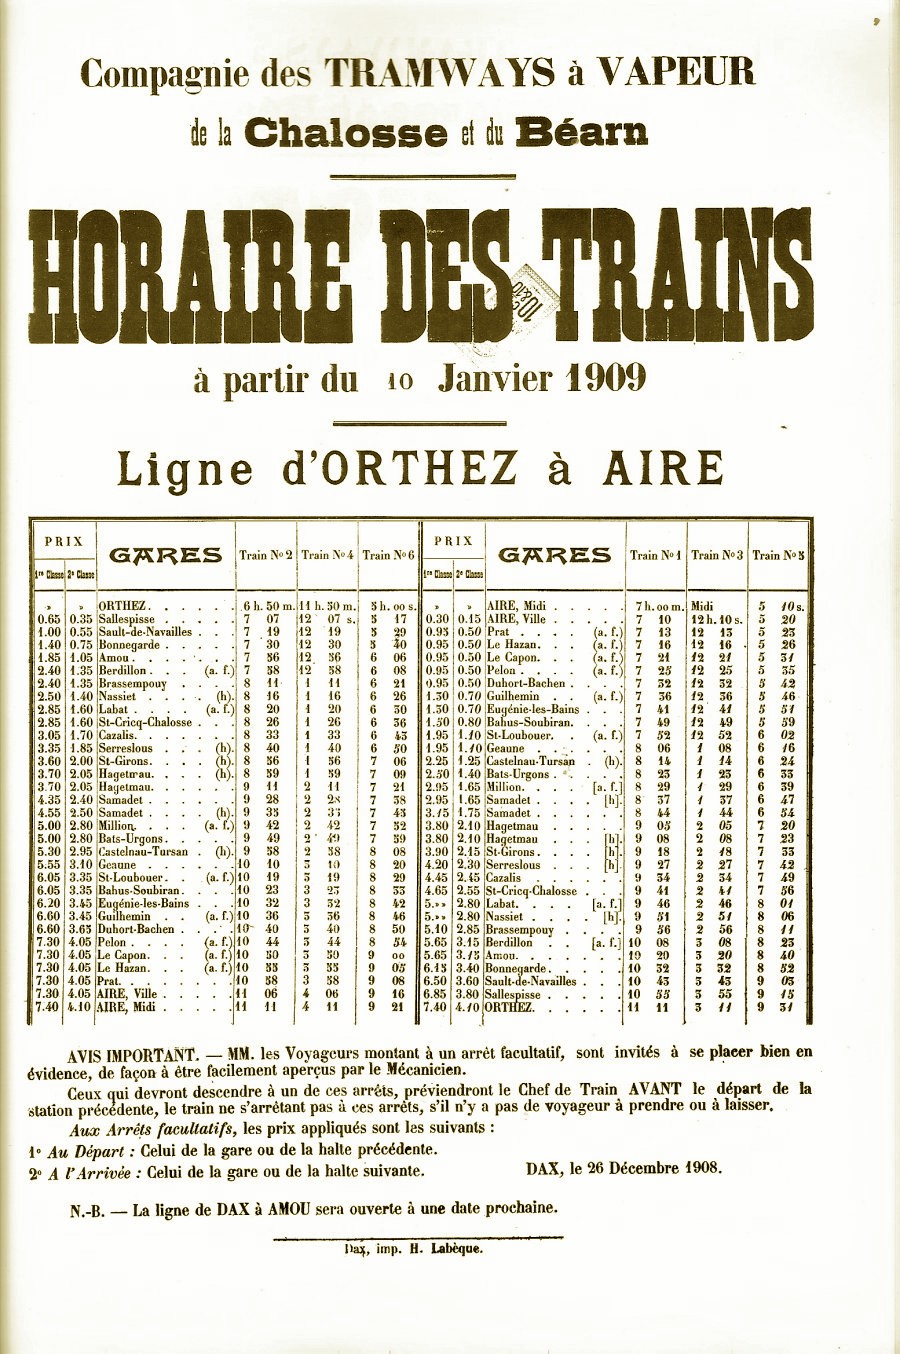 Compagnie des TRAMWAYS à VAPEUR
de la Chalosse et du Béarn
HORAIRE DES TRAINS
à partir du 10 Janvier 1909
Ligne d'ORTHEZ à AIRE
PRIX GARES Train No 2 Train No 4 Train No 6 PRIX GARES Train No 1 Train No 3 Train No 5
1re Classe 2e Classe 1re Classe 2e Classe
» » ORTHEZ. . . . . . 6 h. 50 m. 11 h. 50 m. 5 h. 00 s. » » AIRE, Midi . . . . . 7 h. 00 m. Midi 5 10 s.
0.65 0.35 Sallespisse . . . . . 7 07 12 07 s. 5 17 0.30 0.15 AIRE, Ville . . . . . 7 10 12 h. 10 s. 5 20
1.00 0.55 Sault-de-Navailles . . . 7 19 12 19 5 29 0.95 0.50 Prat . . . . (a. f.) 7 13 12 13 5 23
1.40 0.75 Bonnegarde . . . . . 7 30 12 30 5 40 0.95 0.50 Le Hazan. . . (a. f.) 7 16 12 16 5 26
1.85 1.05 Amou . . . . . . . 7 56 12 56 6 06 0.95 0.50 Le Capon. . . (a. f.) 7 21 12 21 5 31
2.40 1.35 Berdillon . . . (a. f.) 7 58 12 58 6 08 0.95 0.50 Pelon . . . . (a. f.) 7 25 12 25 5 35
2.40 1.35 Brassempouy . . . . 8 11 1 11 6 21 0.95 0.50 Duhort-Bachen . . . . 7 32 12 32 5 42
2.50 1.40 Nassiet . . . . (h). 8 16 1 16 6 26 1.30 0.70 Guilhemin . . . (a. f.) 7 36 12 36 5 46
2.85 1.60 Labat . . . . (a. f.) 8 20 1 20 6 30 1.30 0.70 Eugénie-les-Bains . . . 7 41 12 41 5 51
2.85 1.60 St-Cricq-Chalosse . . . 8 26 1 26 6 36 1.50 0.80 Bahus-Soubiran. . . . 7 49 12 49 5 59
3.05 1.70 Cazalis. . . . . . . 8 33 1 33 6 43 1.95 1.10 St-Loubouer. . . (a. f.) 7 52 12 52 6 02
3.35 1.85 Serreslous . . . (h). 8 40 1 40 6 50 1.95 1.10 Geaune . . . . . . 8 06 1 06 6 16
3.60 2.00 St-Girons. . . . (h). 8 56 1 56 7 06 2.25 1.25 Castelnau-Tursan . (h). 8 14 1 14 6 24
3.70 2.05 Hagetmau. . . . (h). 8 59 1 59 7 09 2.50 1.40 Bats-Urgons. . . . . 8 23 1 23 6 33
3.70 2.05 Hagetmau. . . . . . 9 11 2 11 7 21 2.95 1.65 Million. . . . [a. f.] 8 29 1 29 6 39
4.35 2.40 Samadet . . . . . . 9 28 2 28 7 38 2.95 1.65 Samadet . . . . [h]. 8 37 1 37 6 47
4.55 2.50 Samadet . . . . (h). 9 33 2 33 7 43 3.15 1.75 Samadet . . . . . . 8 44 1 44 6 54
5.00 2.80 Million. . . . (a. f.) 9 42 2 42 7 52 3.80 2.10 Hagetmau . . . . . 9 05 2 05 7 20
5.00 2.80 Bats-Urgons. . . . . 9 49 2 49 7 59 3.80 2.10 Hagetmau . . . [h]. 9 08 2 08 7 23
5.30 2.95 Castelnau-Tursan . (h). 9 58 2 58 8 08 3.90 2.15 St-Girons. . . . [h]. 9 18 2 18 7 33
5.55 3.10 Geaune . . . . . . 10 10 3 10 8 20 4.20 2.30 Serreslous . . . [h]. 9 27 2 27 7 42
6.05 3.35 St-Loubouer. . . (a. f.) 10 19 3 19 8 29 4.45 2.45 Cazalis . . . . . . 9 34 2 34 7 49
6.05 3.35 Bahus-Soubiran. . . . 10 23 3 23 8 33 4.65 2.55 St-Cricq-Chalosse . . . 9 41 2 41 7 56
6.20 3.45 Eugénie-les-Bains . . . 10 32 3 32 8 42 5.»» 2.80 Labat. . . . . [a. f.] 9 46 2 46 8 01
6.60 3.45 Guilhemin . . . (a. f.) 10 36 3 36 8 46 5.»» 2.80 Nassiet . . . . [h]. 9 51 2 51 8 06
6.60 3.65 Duhort-Bachen . . . . 10 40 3 40 8 50 5.10 2.85 Brassempouy . . . . 9 56 2 56 8 11
7.30 4.05 Pelon . . . . . (a. f.) 10 44 3 44 8 54 5.65 3.15 Berdillon . . [a. f.] 10 08 3 08 8 23
7.30 4.05 Le Capon. . . . (a. f.) 10 50 3 50 9 00 5.65 3.15 Amou. . . . . . . 19 20 3 20 8 40
7.30 4.05 Le Hazan. . . . (a. f.) 10 55 3 55 9 05 6.15 3.40 Bonnegarde. . . . . 10 32 3 32 8 52
7.30 4.05 Prat. . . . . . . . 10 58 3 58 9 08 6.50 3.60 Sault-de-Navailles . . . 10 43 3 43 9 03
7.30 4.05 AIRE, Ville . . . . . 11 06 4 06 9 16 6.85 3.80 Sallespisse . . . . . 10 55 3 55 9 15
7.40 4.10 AIRE, Midi . . . . . 11 11 4 11 9 21 7.40 4.10 ORTHEZ. . . . . . 11 11 3 11 9 31
AVIS IMPORTANT. — MM. les Voyageurs montant à un arrêt facultatif, sont invités à se placer bien en
évidence, de façon à être facilement aperçus par le Mécanicien.
Ceux qui devront descendre à un de ces arrêts, préviendront le Chef de Train AVANT le départ de la
station précédente, le train ne s'arrêtant pas à ces arrêts, s'il n'y a pas de voyageur à prendre ou à laisser.
Aux Arrêts facultatifs, les prix appliqués sont les suivants :
1o Au Départ : Celui de la gare ou de la halte précédente.
2o A l'Arrivée : Celui de la gare ou de la halte suivante. DAX, le 26 Décembre 1908.
N.-B. — La ligne de DAX à AMOU sera ouverte à une date prochaine.
Dax, imp. H. Labèque.